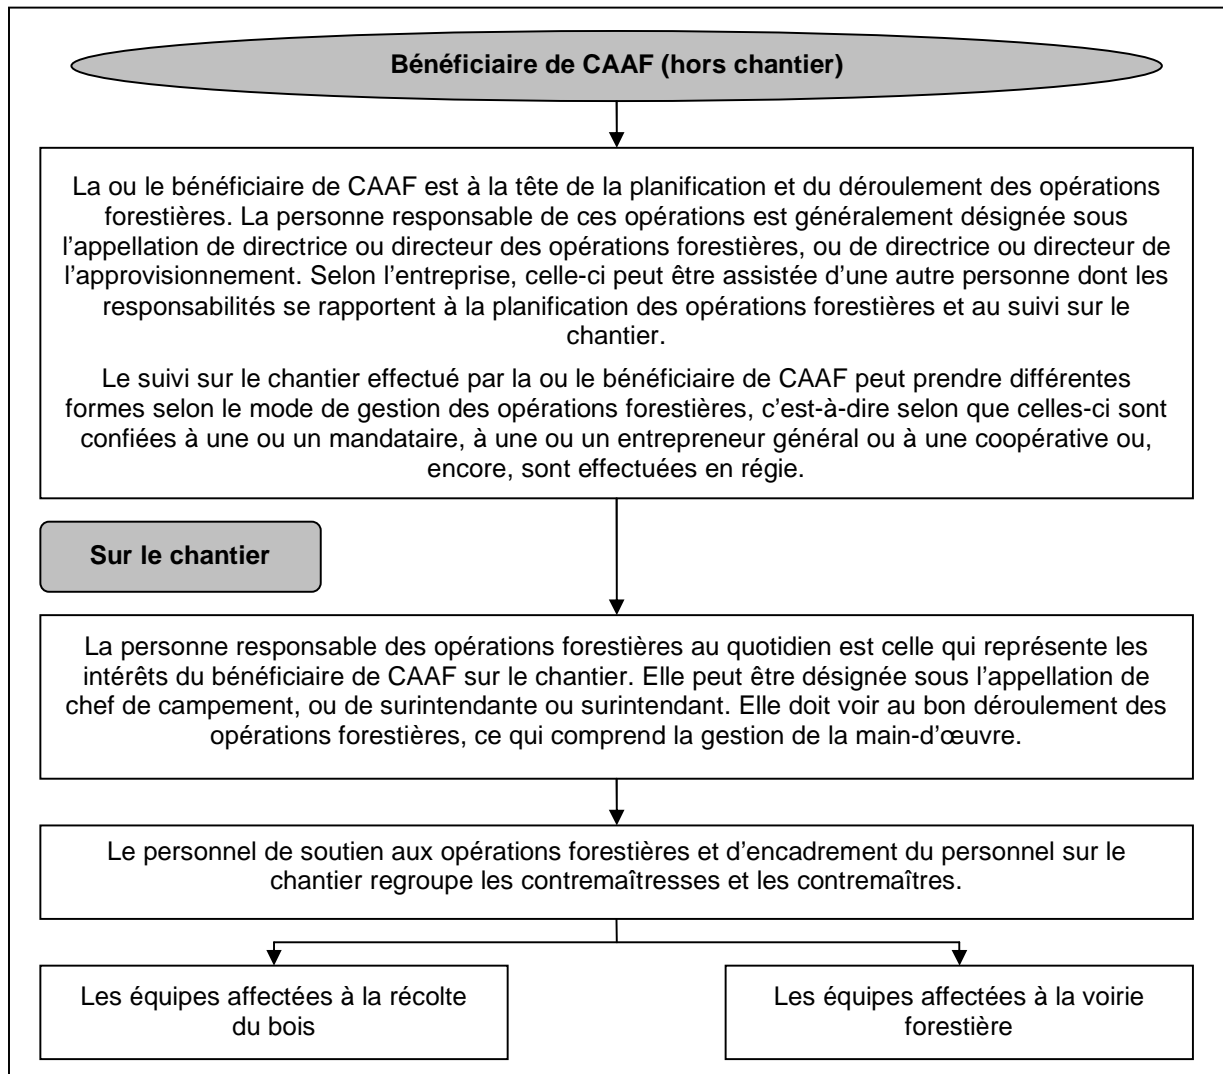 Bénéficiaire de CAAF (hors chantier)
La ou le bénéficiaire de CAAF est à la tête de la planification et du déroulement des opérations
forestières. La personne responsable de ces opérations est généralement désignée sous
l’appellation de directrice ou directeur des opérations forestières, ou de directrice ou directeur de
l’approvisionnement. Selon l’entreprise, celle-ci peut être assistée d’une autre personne dont les
responsabilités se rapportent à la planification des opérations forestières et au suivi sur le
chantier.
Le suivi sur le chantier effectué par la ou le bénéficiaire de CAAF peut prendre différentes
formes selon le mode de gestion des opérations forestières, c’est-à-dire selon que celles-ci sont
confiées à une ou un mandataire, à une ou un entrepreneur général ou à une coopérative ou,
encore, sont effectuées en régie.
Sur le chantier
La personne responsable des opérations forestières au quotidien est celle qui représente les
intérêts du bénéficiaire de CAAF sur le chantier. Elle peut être désignée sous l’appellation de
chef de campement, ou de surintendante ou surintendant. Elle doit voir au bon déroulement des
opérations forestières, ce qui comprend la gestion de la main-d’œuvre.
Le personnel de soutien aux opérations forestières et d’encadrement du personnel sur le
chantier regroupe les contremaîtresses et les contremaîtres.
Les équipes affectées à la récolte
du bois
Les équipes affectées à la voirie
forestière